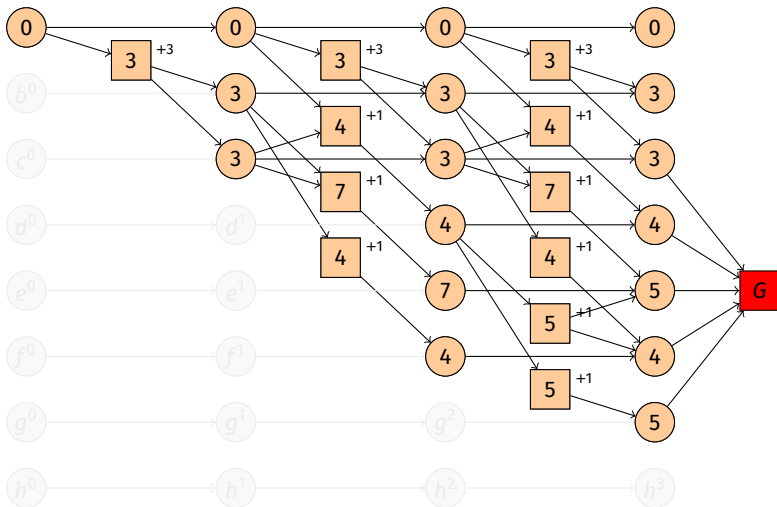 0 0 0 0
3 +3 3 +3 3 +3
b⁰ 3 3 3
4 +1 4 +1
c⁰ 3 3 3
7 +1 7 +1
d⁰ d¹ 4 4
4 +1 4 +1
e⁰ e¹ 7 5 G
5 +1
f⁰ f¹ 4 4
5 +1
g⁰ g¹ g² 5
h⁰ h¹ h² h³